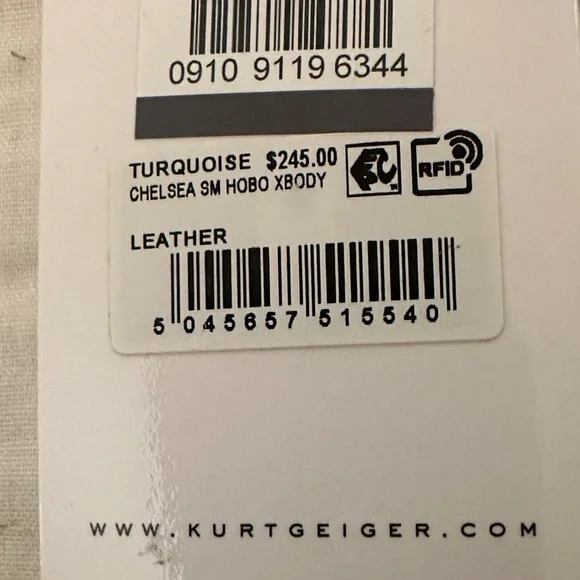 0910 9119 6344
TURQUOISE $245.00
CHELSEA SM HOBO XBODY
RFID
LEATHER
5 045657 515540
WWW.KURTGEIGER.COM